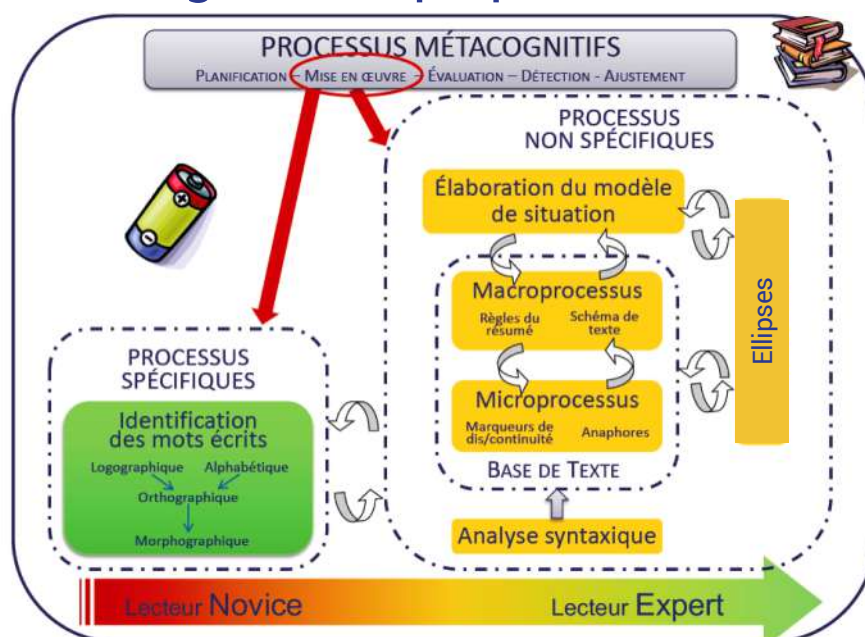 PROCESSUS MÉTACOGNITIFS
PLANIFICATION – MISE EN ŒUVRE – ÉVALUATION – DÉTECTION - AJUSTEMENT
PROCESSUS
NON SPÉCIFIQUES
Élaboration du modèle
de situation
Macroprocessus
Règles du résumé
Schéma de texte
Ellipses
Microprocessus
Marqueurs de dis/continuité
Anaphores
BASE DE TEXTE
Analyse syntaxique
PROCESSUS
SPÉCIFIQUES
Identification
des mots écrits
Logographique Alphabétique
Orthographique
Morphographique
Lecteur Novice
Lecteur Expert